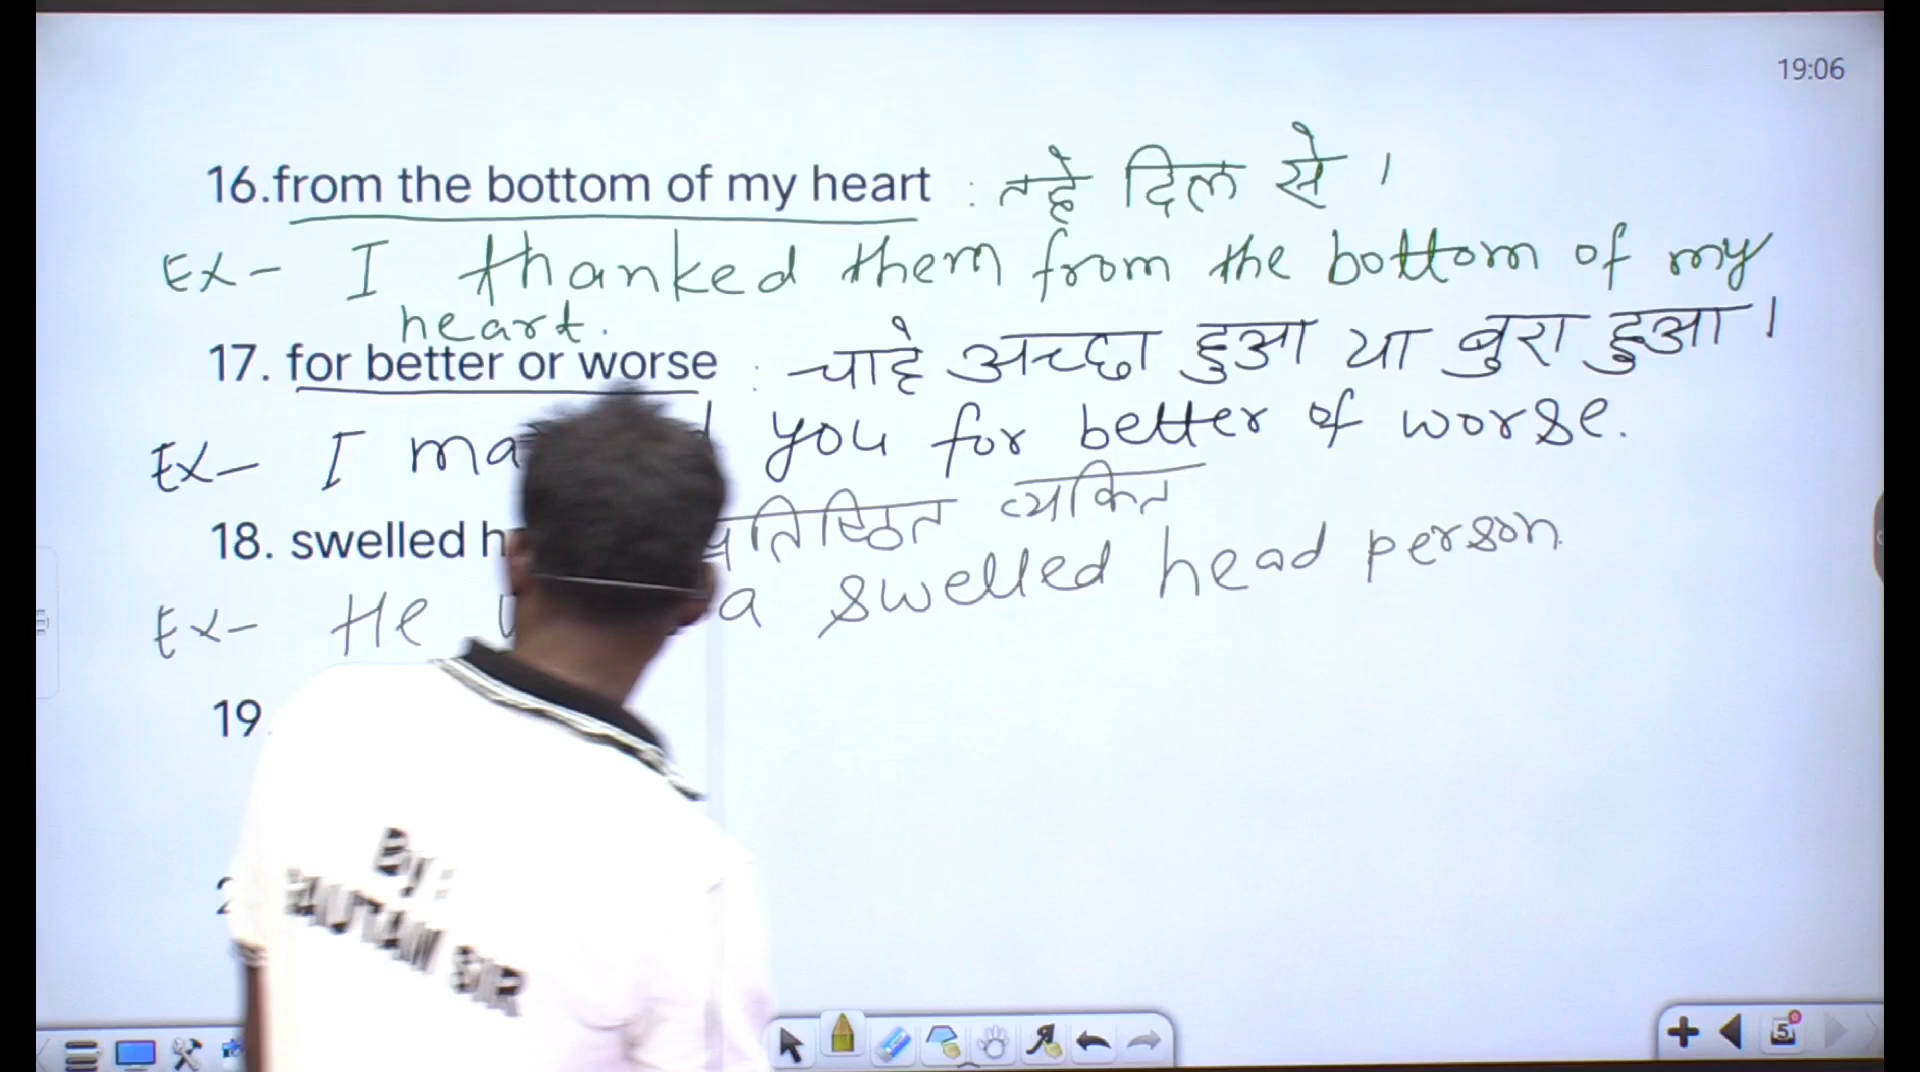 19:06
16.from the bottom of my heart : तहे दिल से ।
Ex- I thanked them from the bottom of my
heart.
17. for better or worse : चाहे अच्छा हुआ या बुरा हुआ ।
Ex- I you for better of worse.
18. swelled व्यक्ति
Ex- He a swelled head person
19.
By :
SIR
5